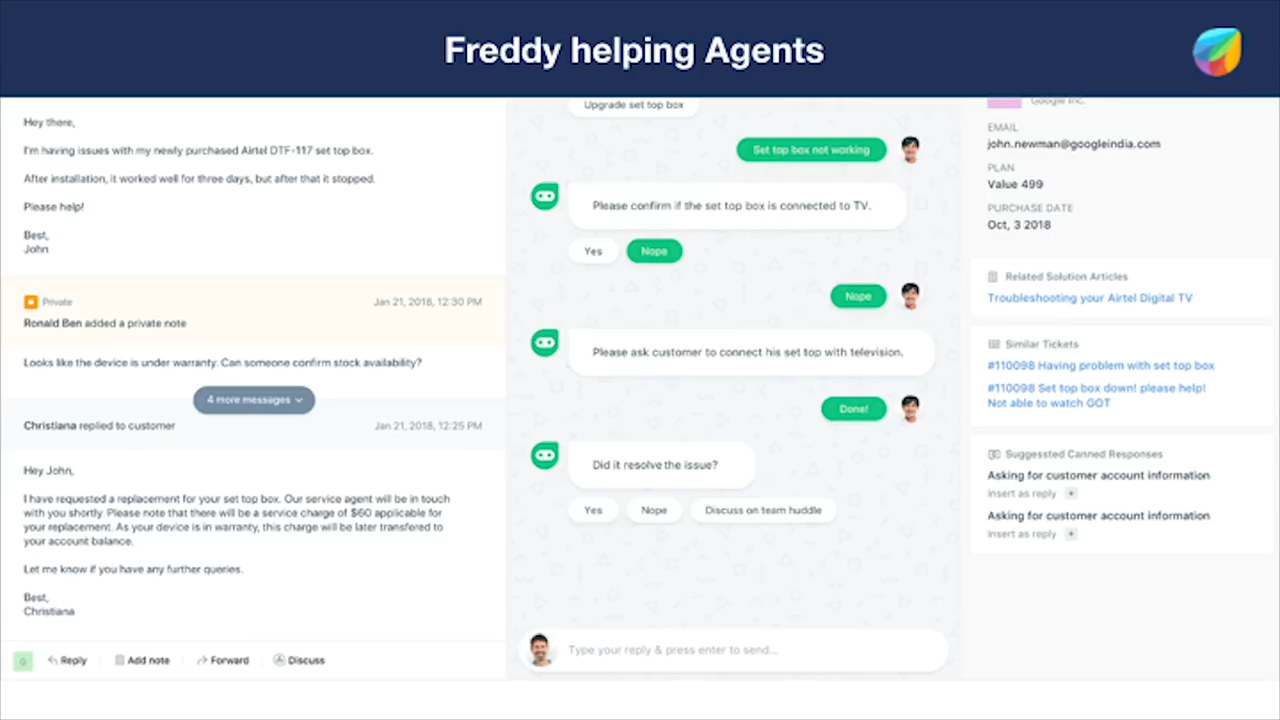 Freddy helping Agents
Hey there,
I'm having issues with my newly purchased Airtel DTF-117 set top box.
After installation, it worked well for three days, but after that it stopped.
Please help!
Best,
John
Private
Jan 21, 2018, 12:30 PM
Ronald Ben added a private note
Looks like the device is under warranty. Can someone confirm stock availability?
4 more messages
Christiana replied to customer
Jan 21, 2018, 12:25 PM
Hey John,
I have requested a replacement for your set top box. Our service agent will be in touch
with you shortly. Please note that there will be a service charge of $60 applicable for
your replacement. As your device is in warranty, this charge will be later transfered to
your account balance.
Let me know if you have any further queries.
Best,
Christiana
G
Reply
Add note
Forward
Discuss
Upgrade set top box
Set top box not working
Please confirm if the set top box is connected to TV.
Yes
Nope
Nope
Please ask customer to connect his set top with television.
Done!
Did it resolve the issue?
Yes
Nope
Discuss on team huddle
Type your reply & press enter to send...
Google Inc.
EMAIL
john.newman@googleindia.com
PLAN
Value 499
PURCHASE DATE
Oct, 3 2018
Related Solution Articles
Troubleshooting your Airtel Digital TV
Similar Tickets
#110098 Having problem with set top box
#110098 Set top box down! please help!
Not able to watch GOT
Suggessted Canned Responses
Asking for customer account information
Insert as reply +
Asking for customer account information
Insert as reply +